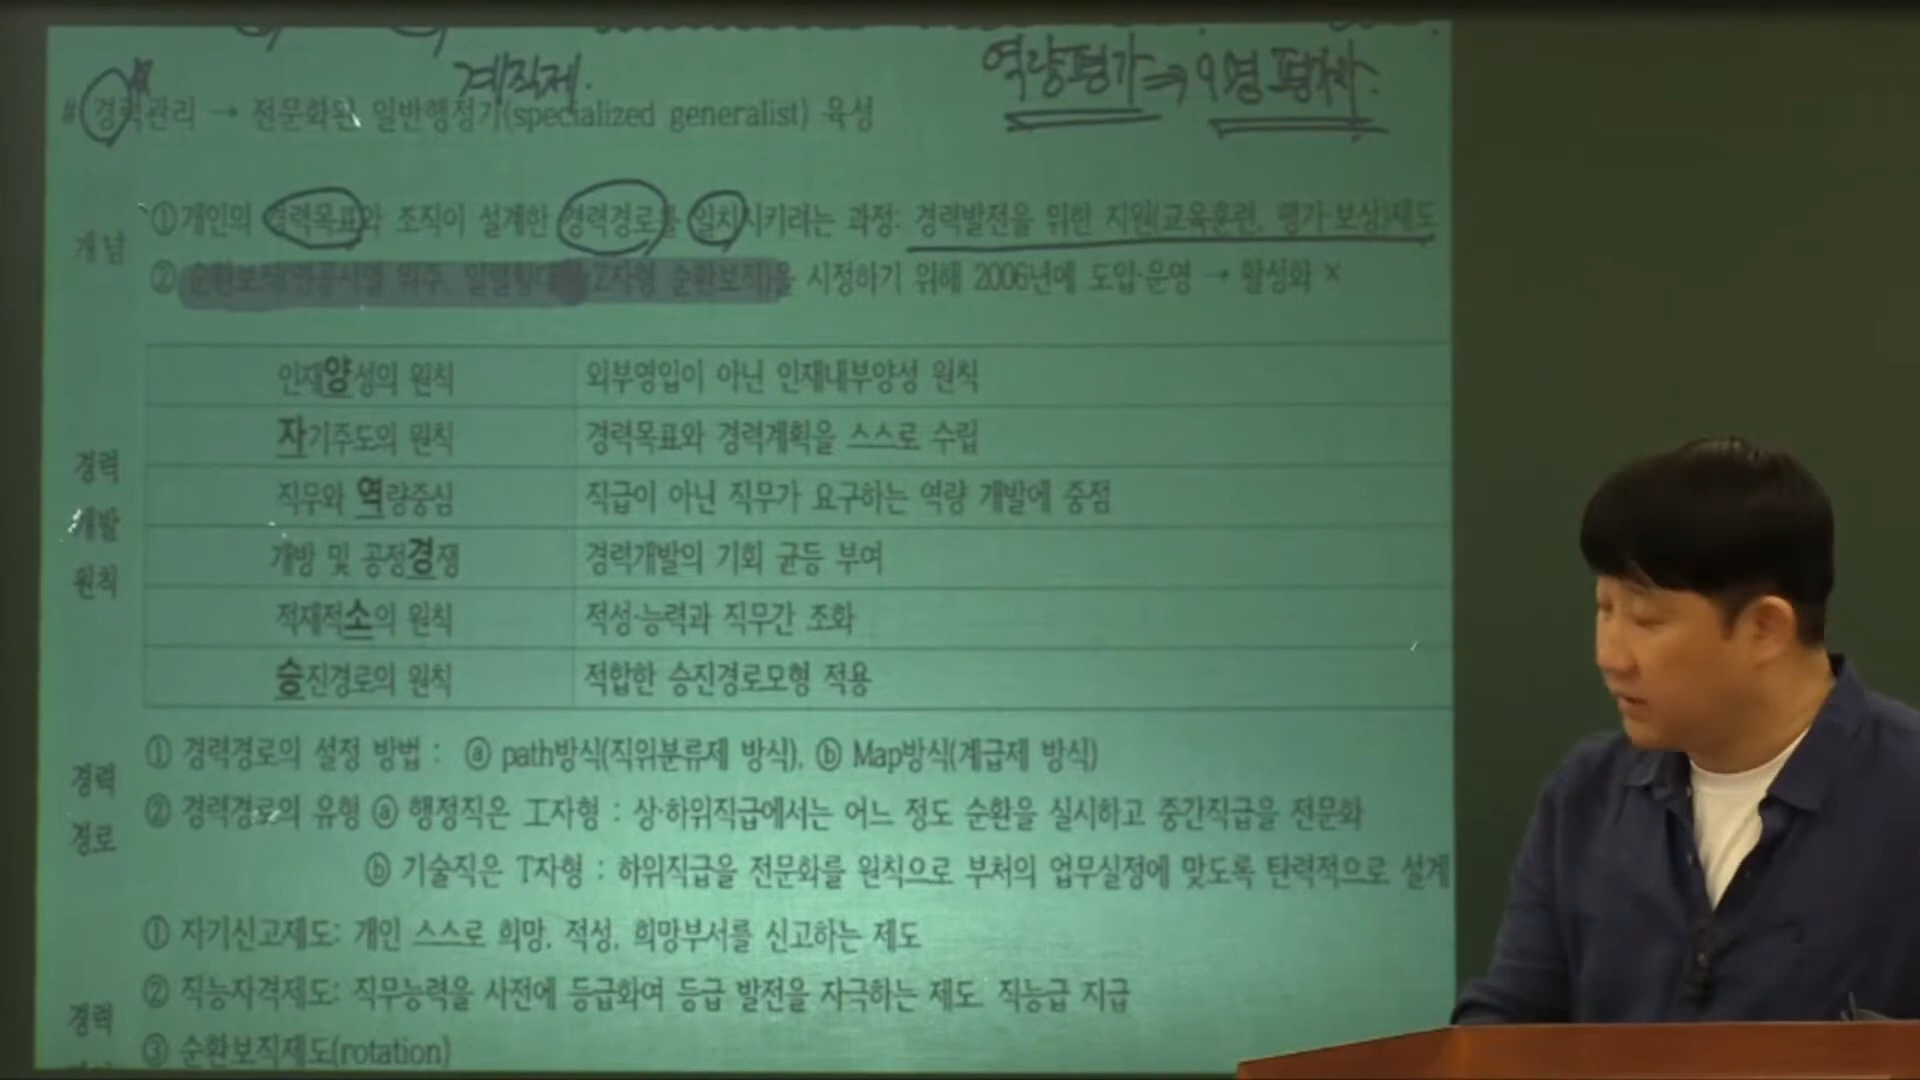 계직제.
역량평가 ⇒ 9명 평가자.
# 경력관리 → 전문화된 일반행정가(specialized generalist) 육성
개념
① 개인의 경력목표와 조직이 설계한 경력경로를 일치시키려는 과정: 경력발전을 위한 지원(교육훈련, 평가·보상)제도
② 순환보직 위주, Z자형 순환보직)을 시정하기 위해 2006년에 도입·운영 → 활성화 ×
경력
개발
원칙
인재양성의 원칙 외부영입이 아닌 인재내부양성 원칙
자기주도의 원칙 경력목표와 경력계획을 스스로 수립
직무와 역량중심 직급이 아닌 직무가 요구하는 역량 개발에 중점
개방 및 공정경쟁 경력개발의 기회 균등 부여
적재적소의 원칙 적성·능력과 직무간 조화
승진경로의 원칙 적합한 승진경로모형 적용
경력
경로
① 경력경로의 설정 방법 : ⓐ path방식(직위분류제 방식), ⓑ Map방식(계급제 방식)
② 경력경로의 유형 ⓐ 행정직은 工자형 : 상·하위직급에서는 어느 정도 순환을 실시하고 중간직급을 전문화
ⓑ 기술직은 T자형 : 하위직급을 전문화를 원칙으로 부처의 업무실정에 맞도록 탄력적으로 설계
경력
① 자기신고제도: 개인 스스로 희망, 적성, 희망부서를 신고하는 제도
② 직능자격제도: 직무능력을 사전에 등급화여 등급 발전을 자극하는 제도 직능급 지급
③ 순환보직제도(rotation)